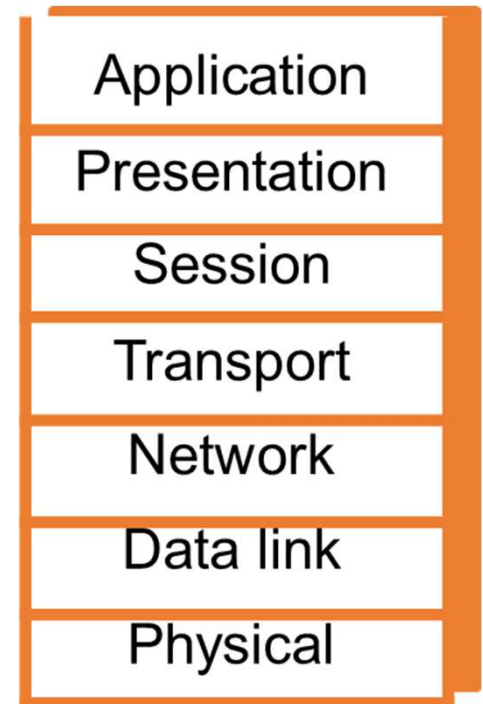 Application
Presentation
Session
Transport
Network
Data link
Physical